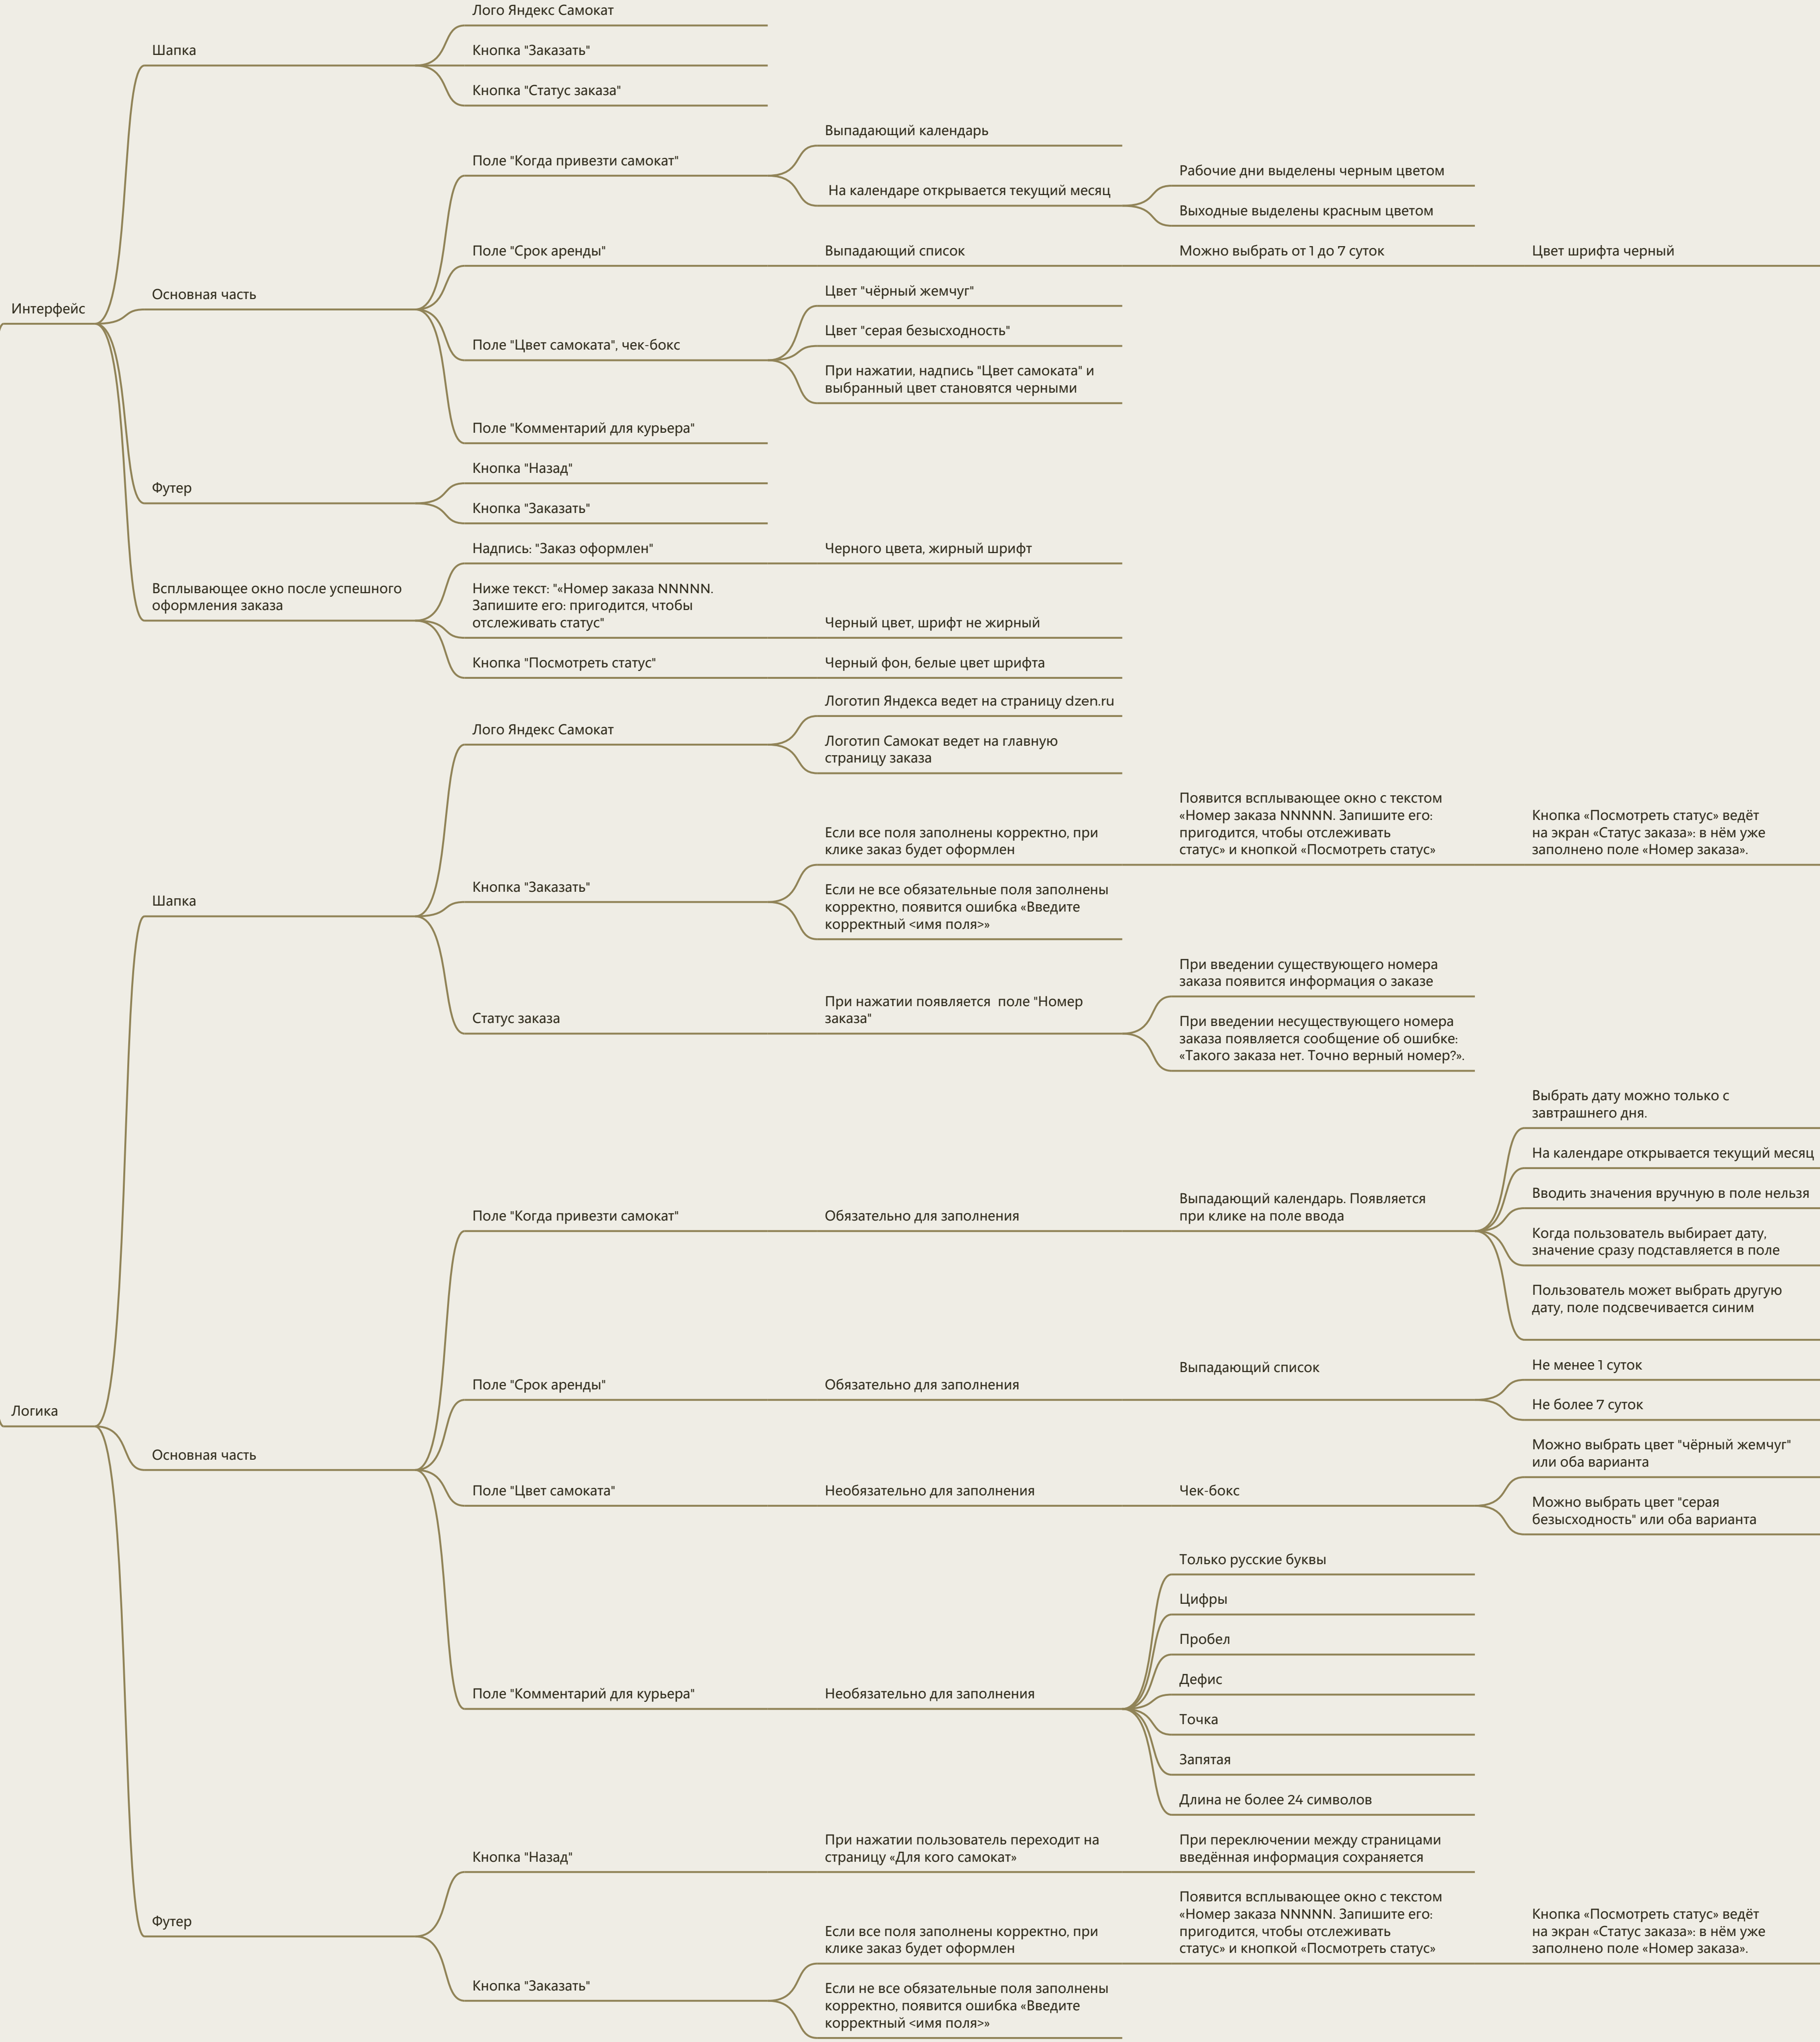 Интерфейс
Шапка
Лого Яндекс Самокат
Кнопка "Заказать"
Кнопка "Статус заказа"
Основная часть
Поле "Когда привезти самокат"
Выпадающий календарь
На календаре открывается текущий месяц
Рабочие дни выделены черным цветом
Выходные выделены красным цветом
Поле "Срок аренды"
Выпадающий список
Можно выбрать от 1 до 7 суток
Цвет шрифта черный
Поле "Цвет самоката", чек-бокс
Цвет "чёрный жемчуг"
Цвет "серая безысходность"
При нажатии, надпись "Цвет самоката" и
выбранный цвет становятся черными
Поле "Комментарий для курьера"
Футер
Кнопка "Назад"
Кнопка "Заказать"
Всплывающее окно после успешного
оформления заказа
Надпись: "Заказ оформлен"
Черного цвета, жирный шрифт
Ниже текст: "«Номер заказа NNNNN.
Запишите его: пригодится, чтобы
отслеживать статус"
Черный цвет, шрифт не жирный
Кнопка "Посмотреть статус"
Черный фон, белые цвет шрифта
Логика
Шапка
Лого Яндекс Самокат
Логотип Яндекса ведет на страницу dzen.ru
Логотип Самокат ведет на главную
страницу заказа
Кнопка "Заказать"
Если все поля заполнены корректно, при
клике заказ будет оформлен
Появится всплывающее окно с текстом
«Номер заказа NNNNN. Запишите его:
пригодится, чтобы отслеживать
статус» и кнопкой «Посмотреть статус»
Кнопка «Посмотреть статус» ведёт
на экран «Статус заказа»: в нём уже
заполнено поле «Номер заказа».
Если не все обязательные поля заполнены
корректно, появится ошибка «Введите
корректный <имя поля>»
Статус заказа
При нажатии появляется  поле "Номер
заказа"
При введении существующего номера
заказа появится информация о заказе
При введении несуществующего номера
заказа появляется сообщение об ошибке:
«Такого заказа нет. Точно верный номер?».
Основная часть
Поле "Когда привезти самокат"
Обязательно для заполнения
Выпадающий календарь. Появляется
при клике на поле ввода
Выбрать дату можно только с
завтрашнего дня.
На календаре открывается текущий месяц
Вводить значения вручную в поле нельзя
Когда пользователь выбирает дату,
значение сразу подставляется в поле
Пользователь может выбрать другую
дату, поле подсвечивается синим
Поле "Срок аренды"
Обязательно для заполнения
Выпадающий список
Не менее 1 суток
Не более 7 суток
Поле "Цвет самоката"
Необязательно для заполнения
Чек-бокс
Можно выбрать цвет "чёрный жемчуг"
или оба варианта
Можно выбрать цвет "серая
безысходность" или оба варианта
Поле "Комментарий для курьера"
Необязательно для заполнения
Только русские буквы
Цифры
Пробел
Дефис
Точка
Запятая
Длина не более 24 символов
Футер
Кнопка "Назад"
При нажатии пользователь переходит на
страницу «Для кого самокат»
При переключении между страницами
введённая информация сохраняется
Кнопка "Заказать"
Если все поля заполнены корректно, при
клике заказ будет оформлен
Появится всплывающее окно с текстом
«Номер заказа NNNNN. Запишите его:
пригодится, чтобы отслеживать
статус» и кнопкой «Посмотреть статус»
Кнопка «Посмотреть статус» ведёт
на экран «Статус заказа»: в нём уже
заполнено поле «Номер заказа».
Если не все обязательные поля заполнены
корректно, появится ошибка «Введите
корректный <имя поля>»